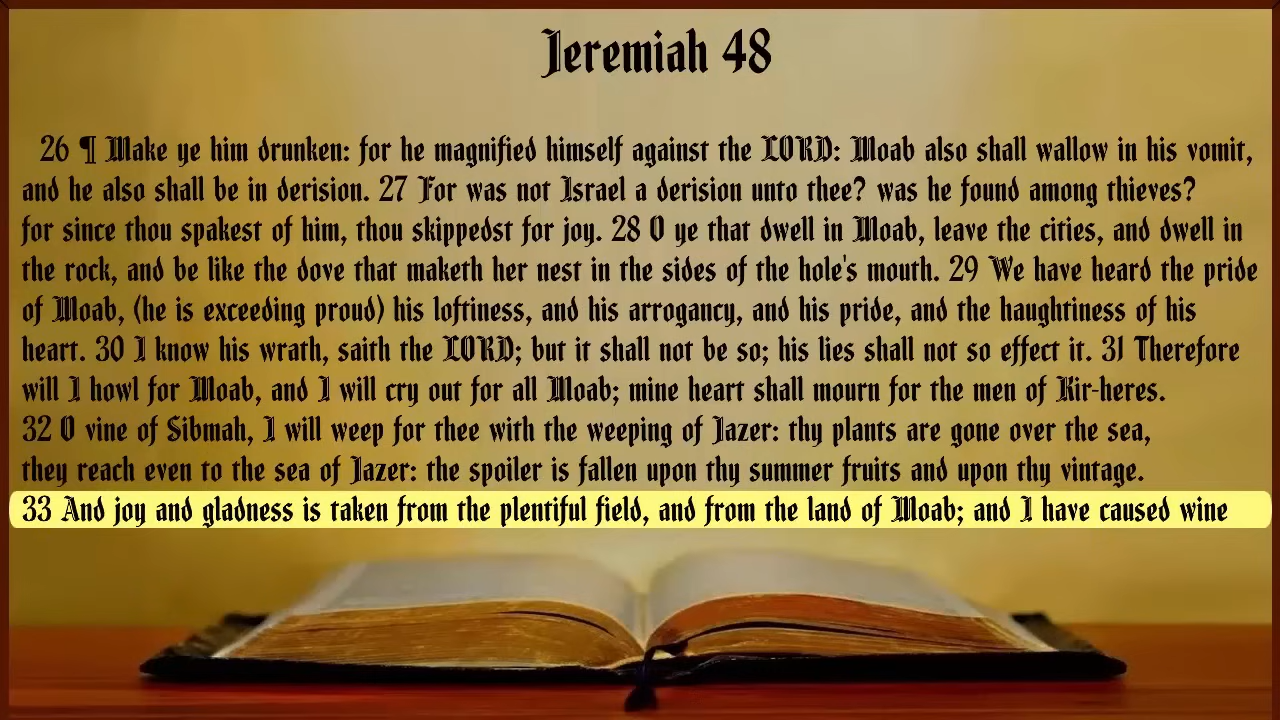 Jeremiah 48
26 ¶ Make ye him drunken: for he magnified himself against the LORD: Moab also shall wallow in his vomit,
and he also shall be in derision. 27 For was not Israel a derision unto thee? was he found among thieves?
for since thou spakest of him, thou skippedst for joy. 28 O ye that dwell in Moab, leave the cities, and dwell in
the rock, and be like the dove that maketh her nest in the sides of the hole's mouth. 29 We have heard the pride
of Moab, (he is exceeding proud) his loftiness, and his arrogancy, and his pride, and the haughtiness of his
heart. 30 I know his wrath, saith the LORD; but it shall not be so; his lies shall not so effect it. 31 Therefore
will I howl for Moab, and I will cry out for all Moab; mine heart shall mourn for the men of Kir-heres.
32 O vine of Sibmah, I will weep for thee with the weeping of Jazer: thy plants are gone over the sea,
they reach even to the sea of Jazer: the spoiler is fallen upon thy summer fruits and upon thy vintage.
33 And joy and gladness is taken from the plentiful field, and from the land of Moab; and I have caused wine